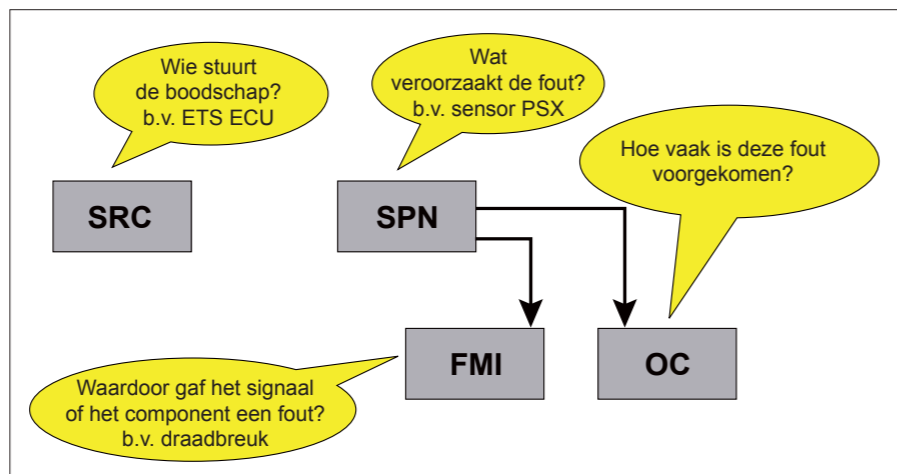 Wie stuurt
de boodschap?
b.v. ETS ECU
Wat
veroorzaakt de fout?
b.v. sensor PSX
Hoe vaak is deze fout
voorgekomen?
SRC
SPN
FMI
OC
Waardoor gaf het signaal
of het component een fout?
b.v. draadbreuk